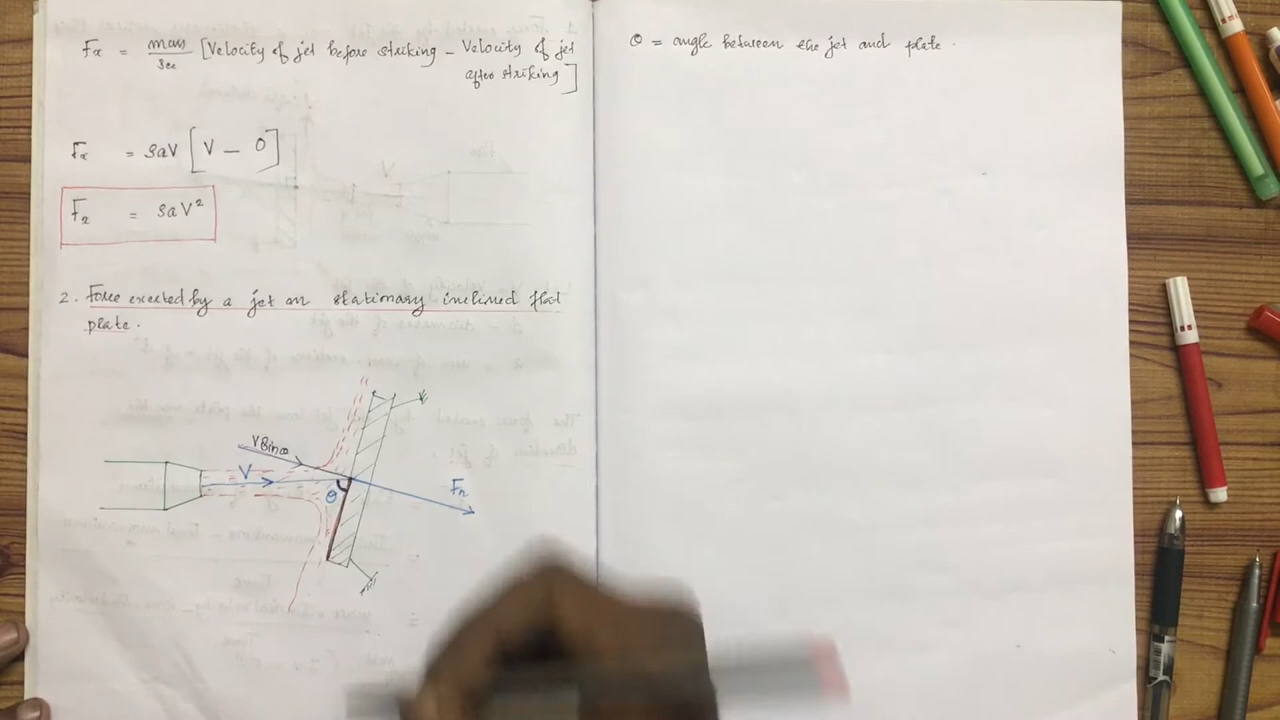 Fx = mass/sec [Velocity of jet before striking - Velocity of jet
after striking]
Fx = ρaV [V - 0]
Fx = ρaV²
2. Force exerted by a jet on stationary inclined flat
plate.
V Sinθ
V
θ
Fn
θ = angle between the jet and plate.